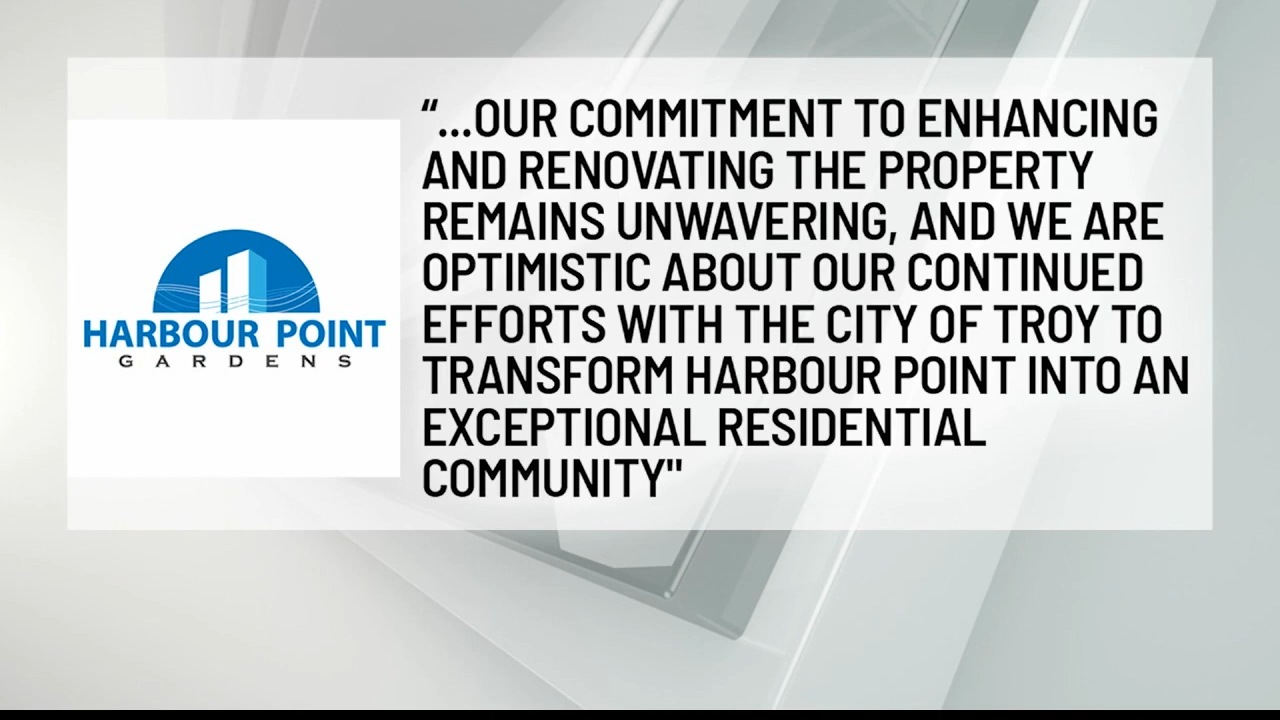 HARBOUR POINT
GARDENS
“...OUR COMMITMENT TO ENHANCING
AND RENOVATING THE PROPERTY
REMAINS UNWAVERING, AND WE ARE
OPTIMISTIC ABOUT OUR CONTINUED
EFFORTS WITH THE CITY OF TROY TO
TRANSFORM HARBOUR POINT INTO AN
EXCEPTIONAL RESIDENTIAL
COMMUNITY"